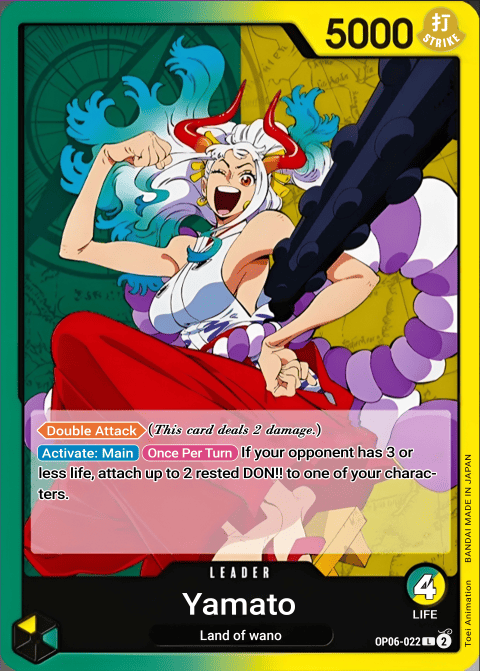 5000
打
STRIKE
Double Attack (This card deals 2 damage.)
Activate: Main Once Per Turn If your opponent has 3 or
less life, attach up to 2 rested DON!! to one of your charac-
ters.
LEADER
Yamato
Land of wano
4
LIFE
OP06-022 L 2
Toei Animation BANDAI MADE IN JAPAN